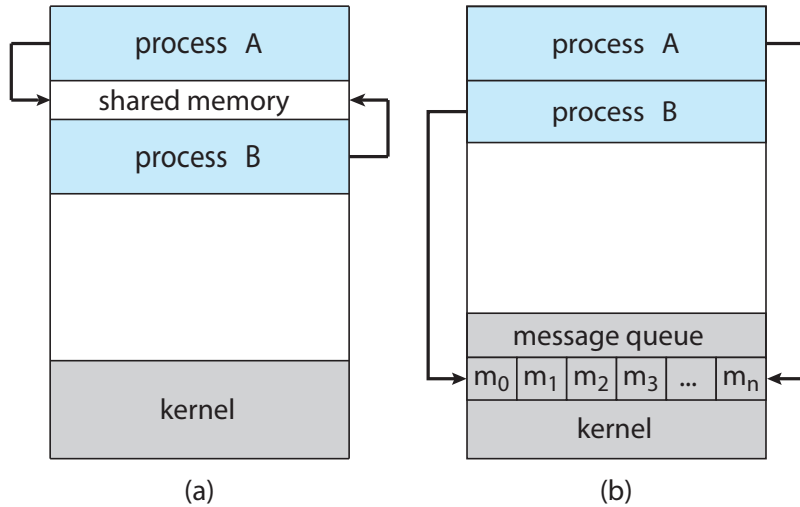 process A
shared memory
process B
kernel
(a)
process A
process B
message queue
m₀ m₁ m₂ m₃ ... mₙ
kernel
(b)